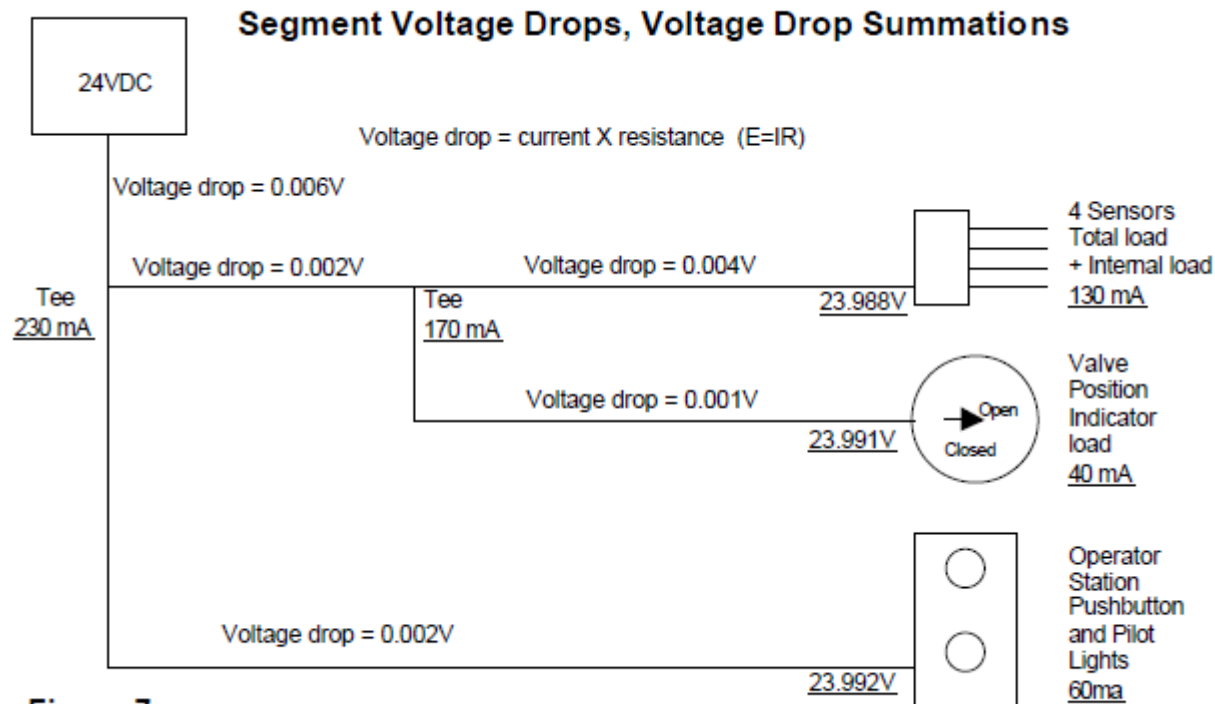 Segment Voltage Drops, Voltage Drop Summations
24VDC
Voltage drop = current X resistance (E=IR)
Voltage drop = 0.006V
4 Sensors
Total load
+ Internal load
130 mA
Voltage drop = 0.002V
Voltage drop = 0.004V
23.988V
Tee
230 mA
Tee
170 mA
Valve
Position
Indicator
load
40 mA
Voltage drop = 0.001V
23.991V
Open
Closed
Operator
Station
Pushbutton
and Pilot
Lights
60ma
Voltage drop = 0.002V
23.992V